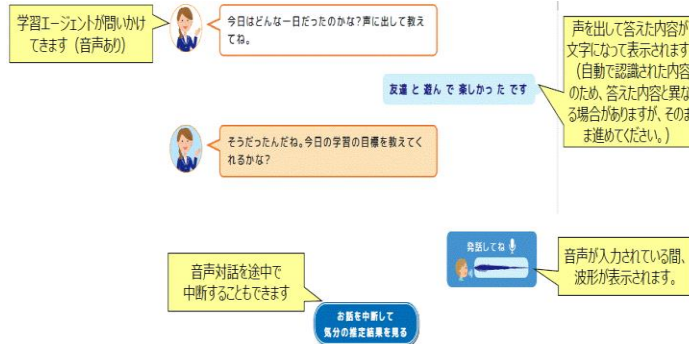 学習エージェントが問いかけ
てきます（音声あり）
今日はどんな一日だったのかな?声に出して教え
てね。
声を出して答えた内容が
文字になって表示されます
（自動で認識された内容
のため、答えた内容と異な
る場合がありますが、そのま
ま進めてください。）
友達 と 遊ん で 楽しかっ た です
そうだったんだね。今日の学習の目標を教えてく
れるかな?
発話してね
音声が入力されている間、
波形が表示されます。
音声対話を途中で
中断することもできます
お話を中断して
気分の推定結果を見る